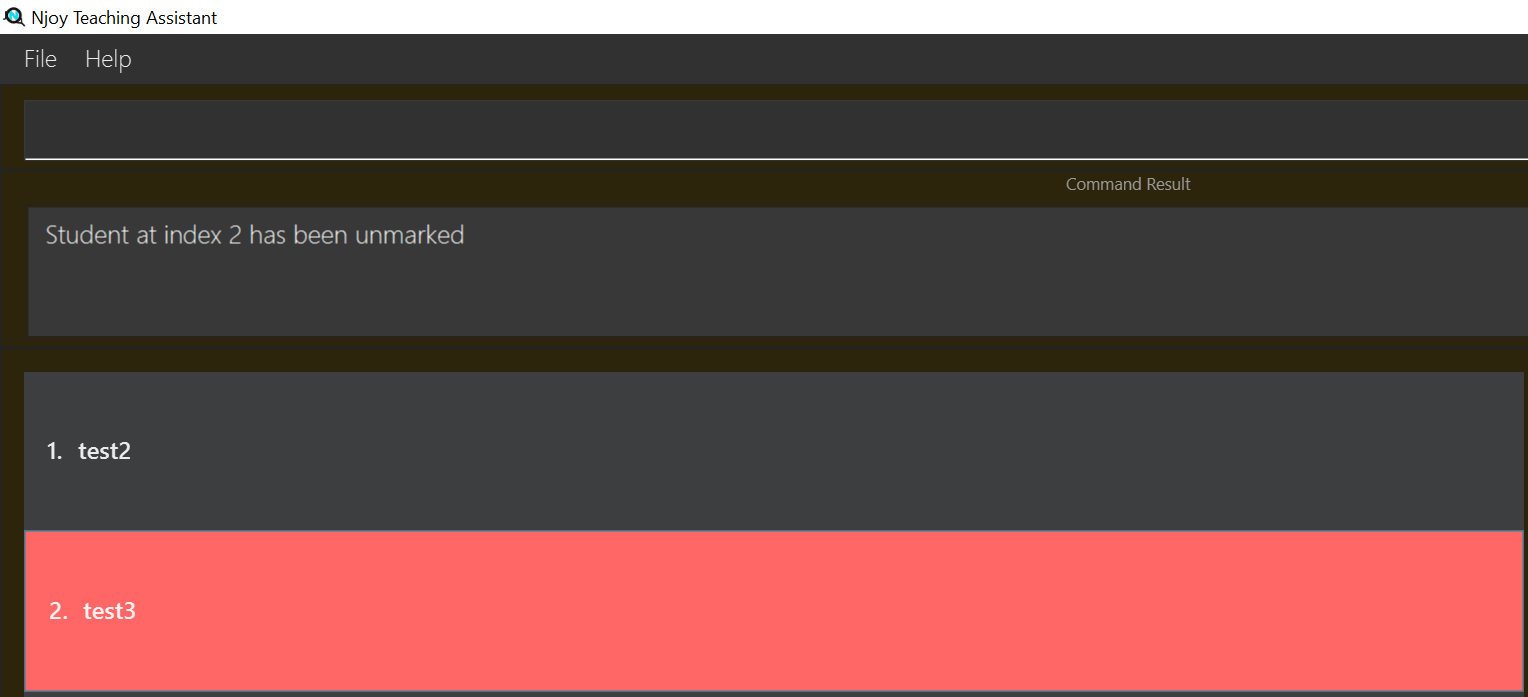 Njoy Teaching Assistant
File Help
Command Result
Student at index 2 has been unmarked
1. test2
2. test3